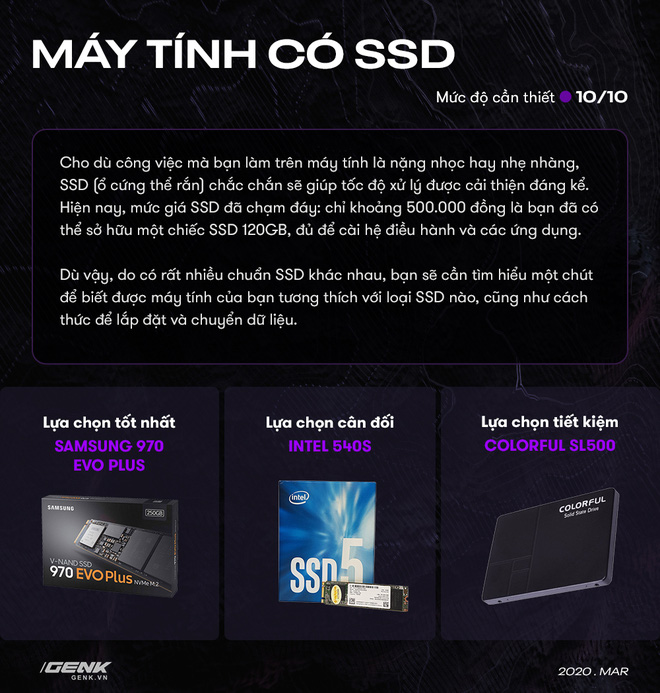 MÁY TÍNH CÓ SSD
Mức độ cần thiết 10/10
Cho dù công việc mà bạn làm trên máy tính là nặng nhọc hay nhẹ nhàng,
SSD (ổ cứng thể rắn) chắc chắn sẽ giúp tốc độ xử lý được cải thiện đáng kể.
Hiện nay, mức giá SSD đã chạm đáy: chỉ khoảng 500.000 đồng là bạn đã có
thể sở hữu một chiếc SSD 120GB, đủ để cài hệ điều hành và các ứng dụng.
Dù vậy, do có rất nhiều chuẩn SSD khác nhau, bạn sẽ cần tìm hiểu một chút
để biết được máy tính của bạn tương thích với loại SSD nào, cũng như cách
thức để lắp đặt và chuyển dữ liệu.
Lựa chọn tốt nhất
SAMSUNG 970
EVO PLUS
SAMSUNG
250GB
V-NAND SSD
970 EVO Plus NVMe M.2
Lựa chọn cân đối
INTEL 540S
intel
SSD 5
Lựa chọn tiết kiệm
COLORFUL SL500
COLORFUL
Solid State Drive
/GENK
GENK.VN
2020 . MAR